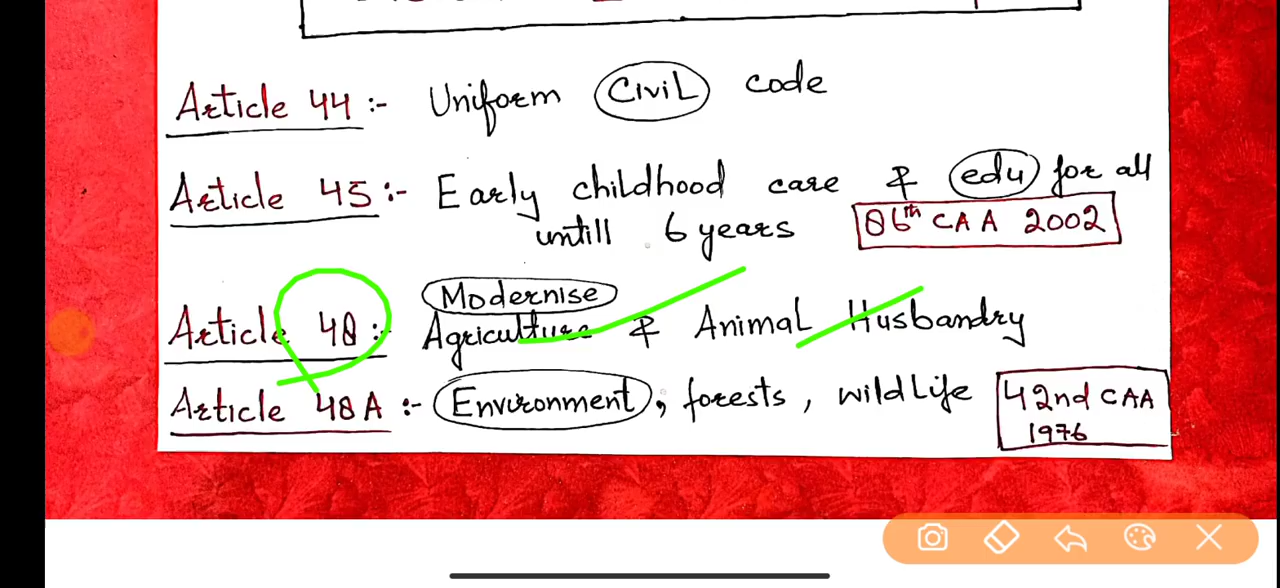 Article 44 :- Uniform Civil code
Article 45 :- Early childhood care & edu for all
untill 6 years 86th CAA 2002
Modernise
Article 48 :- Agriculture & Animal Husbandry
Article 48 A :- Environment, forests, wildLife 42nd CAA
1976